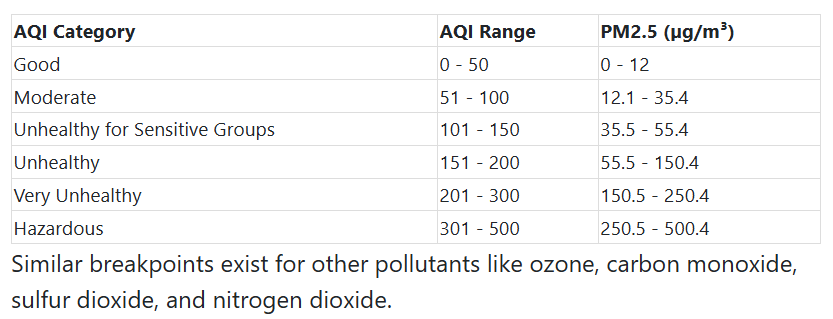 AQI Category AQI Range PM2.5 (µg/m³)
Good 0 - 50 0 - 12
Moderate 51 - 100 12.1 - 35.4
Unhealthy for Sensitive Groups 101 - 150 35.5 - 55.4
Unhealthy 151 - 200 55.5 - 150.4
Very Unhealthy 201 - 300 150.5 - 250.4
Hazardous 301 - 500 250.5 - 500.4
Similar breakpoints exist for other pollutants like ozone, carbon monoxide,
sulfur dioxide, and nitrogen dioxide.